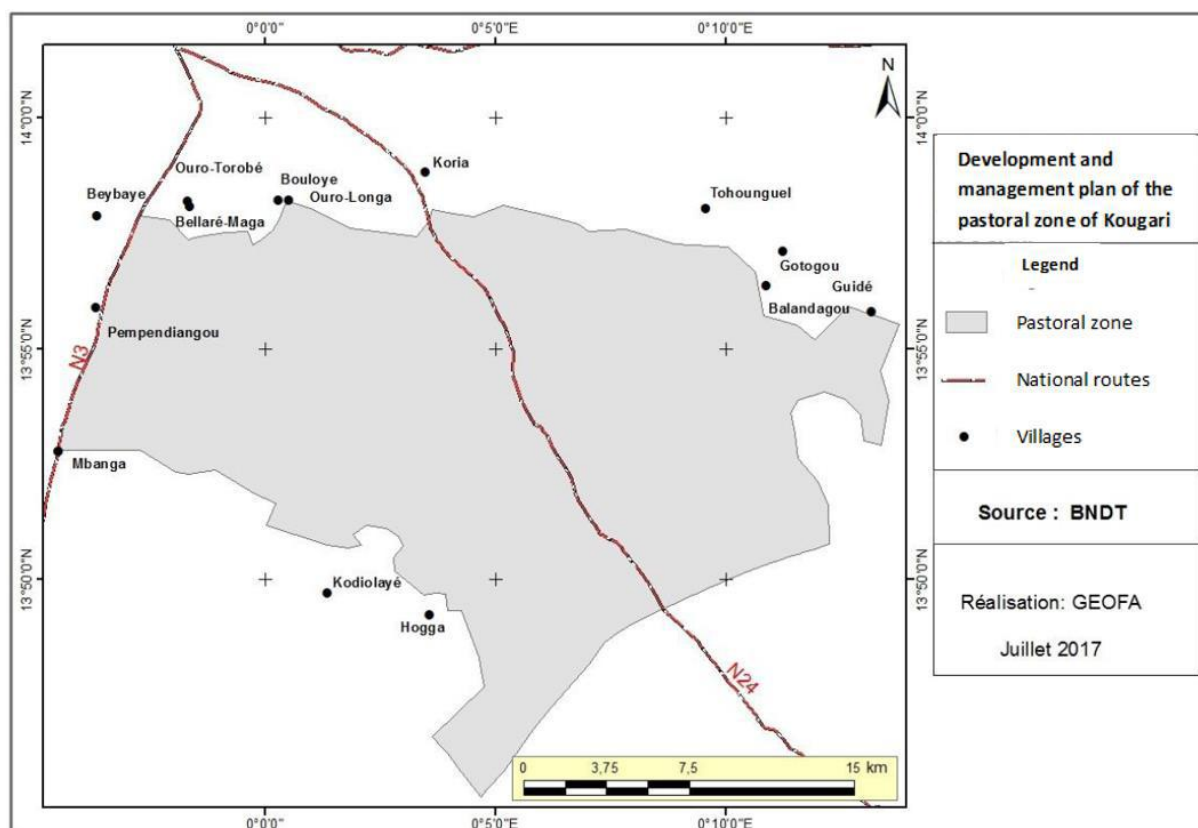 0°0'0" 0°5'0"E 0°10'0"E
N
14°0'0"N 14°0'0"N
Koria
Ouro-Torobé
Bouloye
Beybaye
Ouro-Longa
Tohounguel
Bellaré-Maga
Gotogou
Guidé
Balandagou
Pempendiangou
13°55'0"N 13°55'0"N
N3
Mbanga
13°50'0"N 13°50'0"N
Kodiolayé
Hogga
N24
0 3,75 7,5 15 km
0°0'0" 0°5'0"E 0°10'0"E
Development and
management plan of the
pastoral zone of Kougari
Legend
Pastoral zone
National routes
Villages
Source : BNDT
Réalisation: GEOFA
Juillet 2017